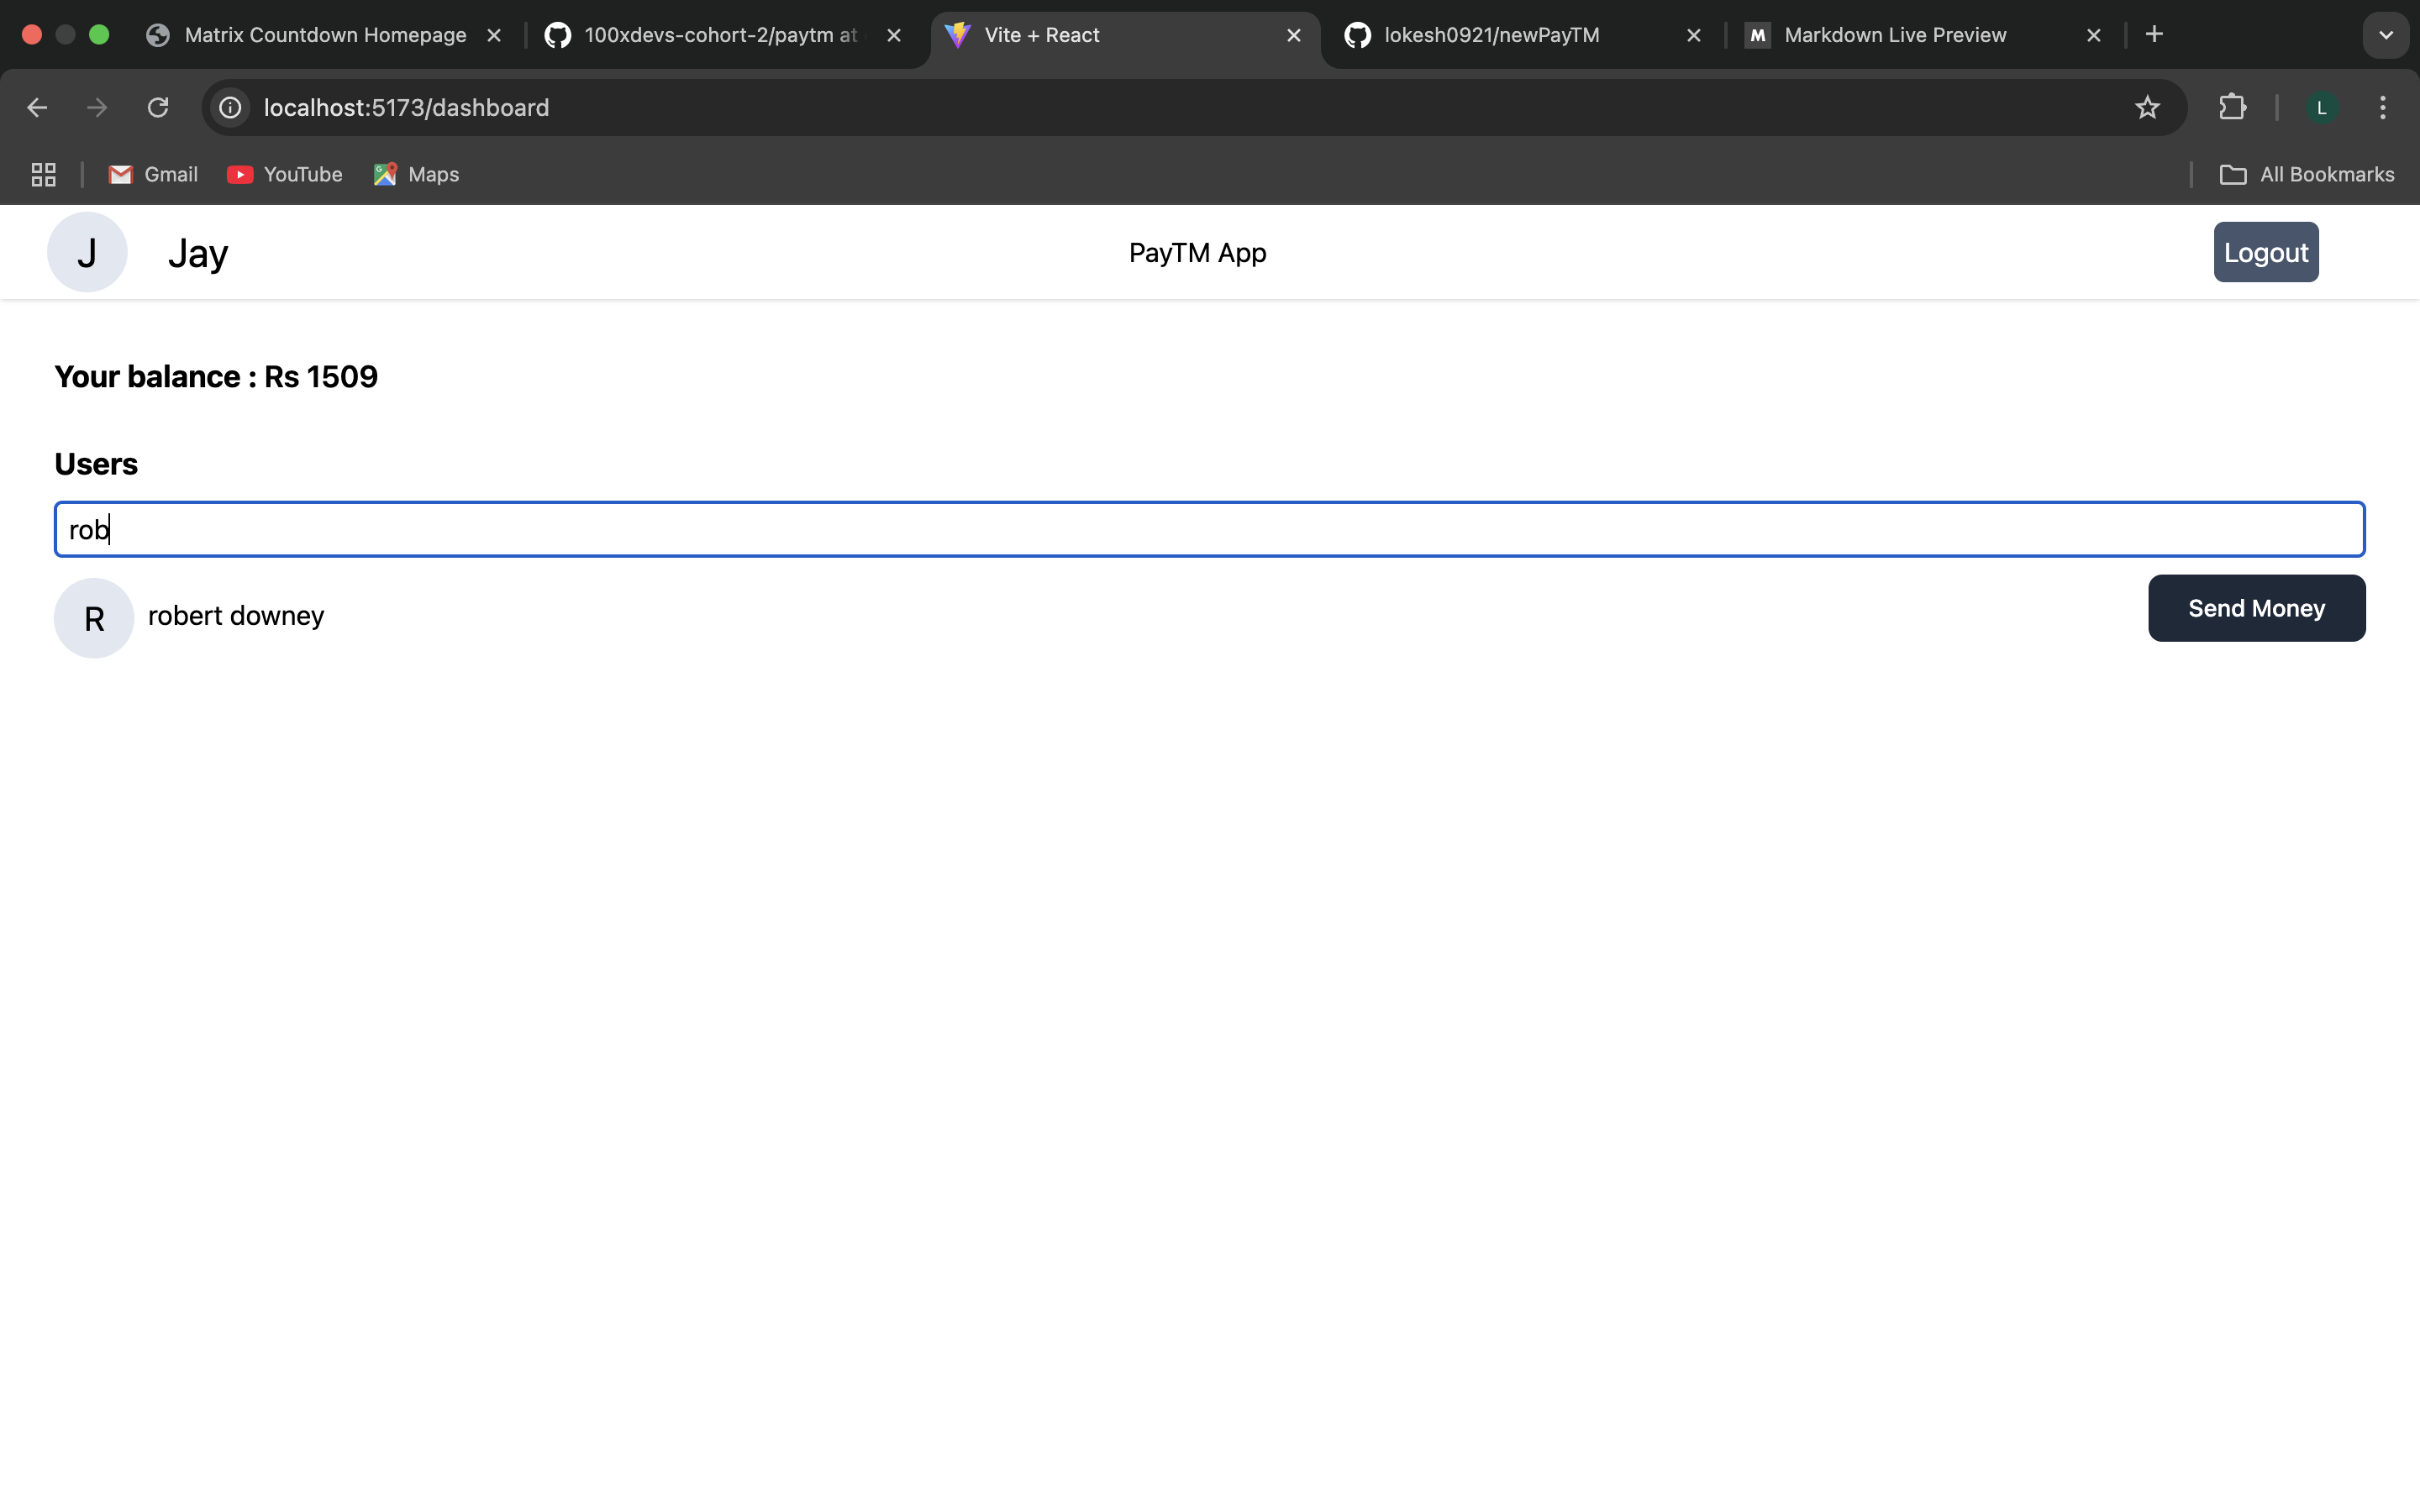 Matrix Countdown Homepage
100xdevs-cohort-2/paytm at
Vite + React
lokesh0921/newPayTM
M Markdown Live Preview
localhost:5173/dashboard
L
Gmail
YouTube
Maps
All Bookmarks
J Jay
PayTM App
Logout
Your balance : Rs 1509
Users
rob
R robert downey
Send Money